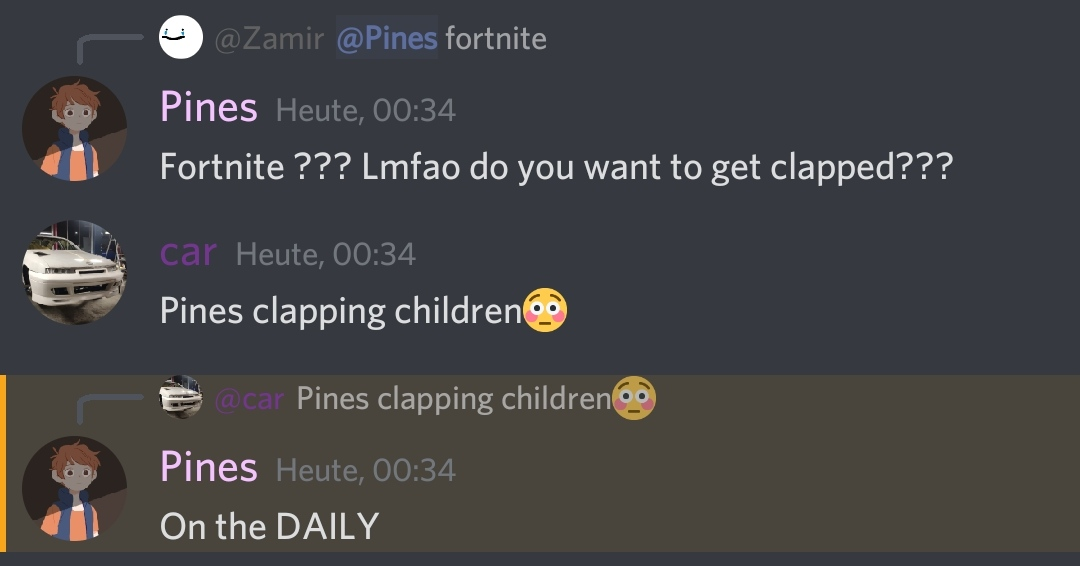 @Zamir @Pines fortnite
Pines Heute, 00:34
Fortnite ??? Lmfao do you want to get clapped???
car Heute, 00:34
Pines clapping children😳
@car Pines clapping children😳
Pines Heute, 00:34
On the DAILY